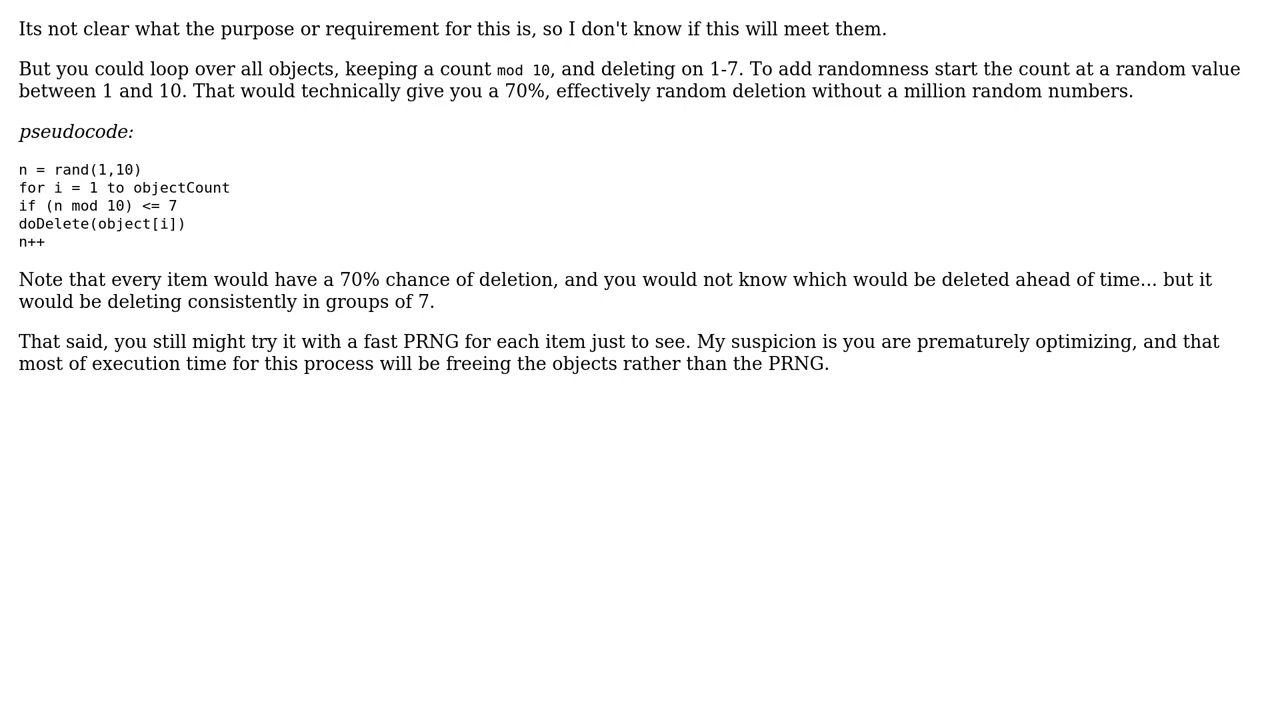 Its not clear what the purpose or requirement for this is, so I don't know if this will meet them.
But you could loop over all objects, keeping a count mod 10, and deleting on 1-7. To add randomness start the count at a random value
between 1 and 10. That would technically give you a 70%, effectively random deletion without a million random numbers.
pseudocode:
n = rand(1,10)
for i = 1 to objectCount
if (n mod 10) <= 7
doDelete(object[i])
n++
Note that every item would have a 70% chance of deletion, and you would not know which would be deleted ahead of time... but it
would be deleting consistently in groups of 7.
That said, you still might try it with a fast PRNG for each item just to see. My suspicion is you are prematurely optimizing, and that
most of execution time for this process will be freeing the objects rather than the PRNG.